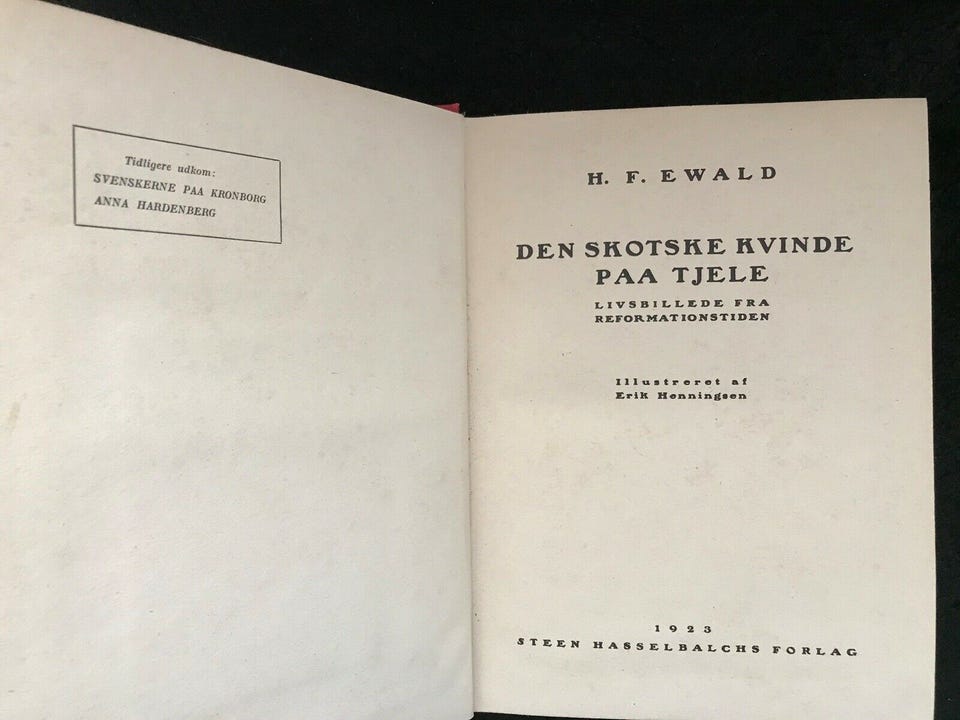 Tidligere udkom:
SVENSKERNE PAA KRONBORG
ANNA HARDENBERG
H. F. EWALD
DEN SKOTSKE KVINDE
PAA TJELE
LIVSBILLEDE FRA
REFORMATIONSTIDEN
Illustreret af
Erik Henningsen
1923
STEEN HASSELBALCHS FORLAG